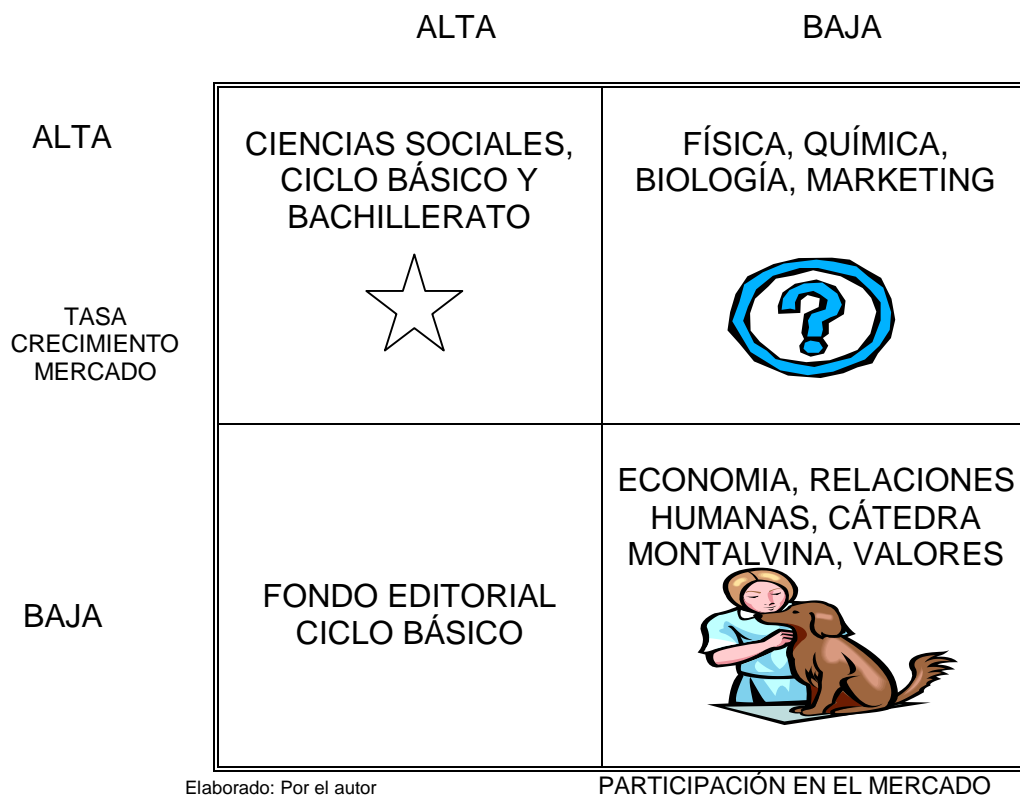 ALTA
BAJA
ALTA
CIENCIAS SOCIALES,
CICLO BÁSICO Y
BACHILLERATO
FÍSICA, QUÍMICA,
BIOLOGÍA, MARKETING
?
TASA
CRECIMIENTO
MERCADO
BAJA
FONDO EDITORIAL
CICLO BÁSICO
ECONOMIA, RELACIONES
HUMANAS, CÁTEDRA
MONTALVINA, VALORES
Elaborado: Por el autor
PARTICIPACIÓN EN EL MERCADO